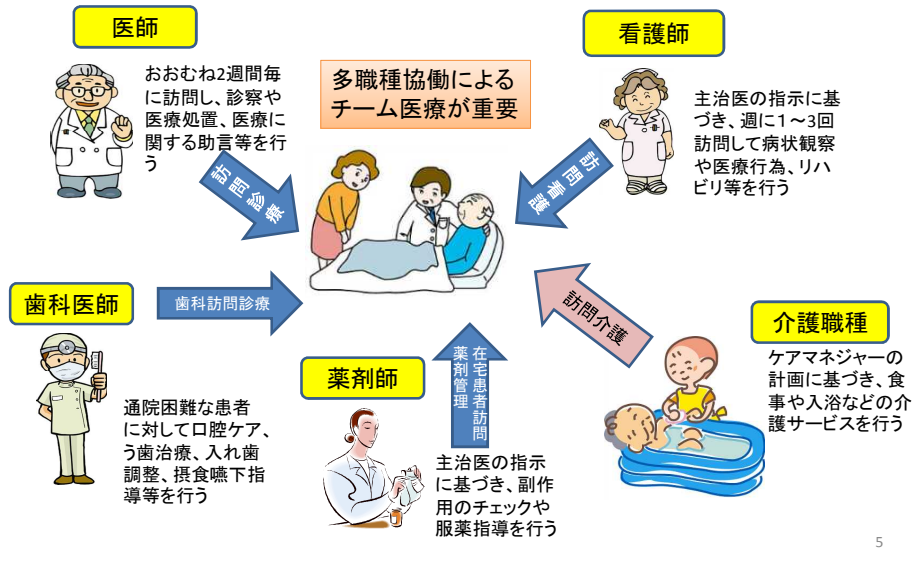 医師
おおむね2週間毎
に訪問し、診察や
医療処置、医療に
関する助言等を行
う
訪問診療
多職種協働による
チーム医療が重要
看護師
主治医の指示に基
づき、週に１～3回
訪問して病状観察
や医療行為、リハ
ビリ等を行う
訪問看護
歯科医師
歯科訪問診療
通院困難な患者
に対して口腔ケア、
う歯治療、入れ歯
調整、摂食嚥下指
導等を行う
薬剤師
在宅患者訪問
薬剤管理
主治医の指示
に基づき、副作
用のチェックや
服薬指導を行う
訪問介護
介護職種
ケアマネジャーの
計画に基づき、食
事や入浴などの介
護サービスを行う
5